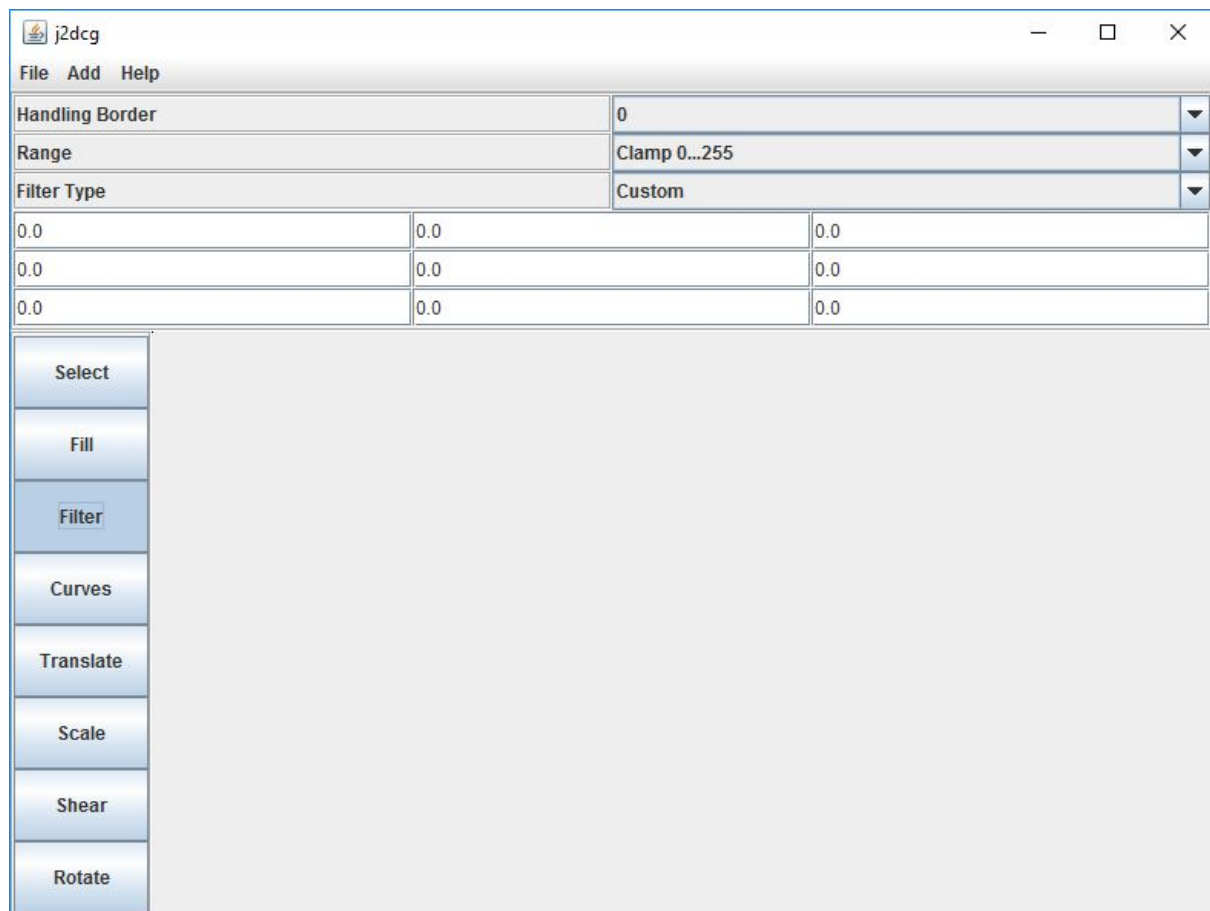 j2dcg
File Add Help
Handling Border 0
Range Clamp 0...255
Filter Type Custom
0.0 0.0 0.0
0.0 0.0 0.0
0.0 0.0 0.0
Select
Fill
Filter
Curves
Translate
Scale
Shear
Rotate